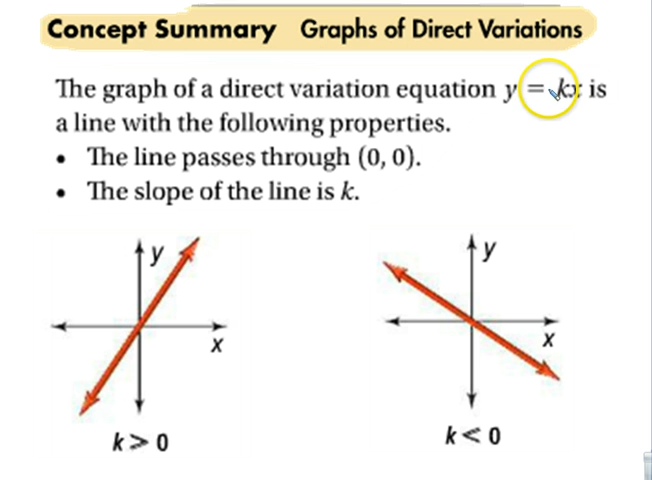 Concept Summary Graphs of Direct Variations
The graph of a direct variation equation y = kx is
a line with the following properties.
• The line passes through (0, 0).
• The slope of the line is k.
y
y
x
x
k > 0
k < 0